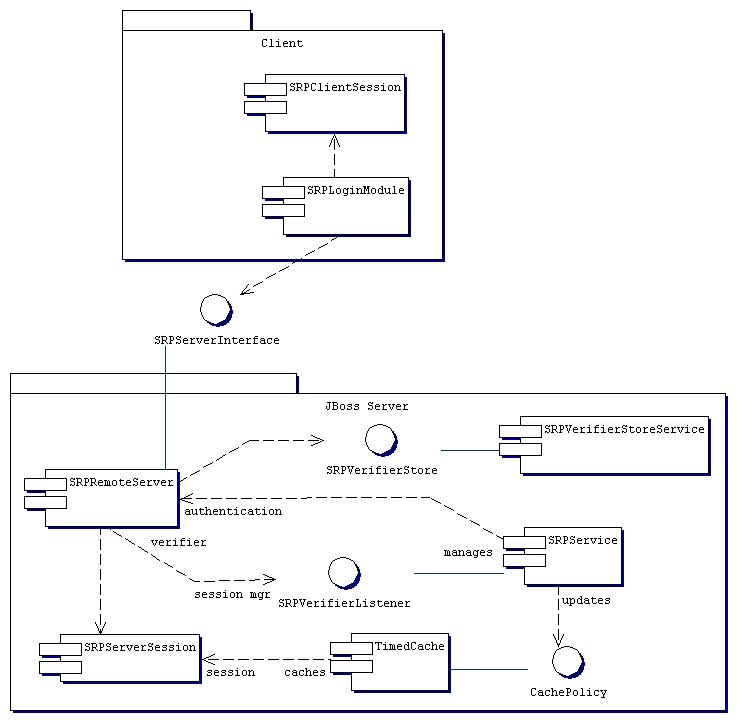 Client
SRPClientSession
SRPLoginModule
SRPServerInterface
JBoss Server
SRPVerifierStoreService
SRPVerifierStore
SRPRemoteServer
authentication
SRPService
verifier
manages
session mgr
SRPVerifierListener
updates
SRPServerSession
TimedCache
session
caches
CachePolicy